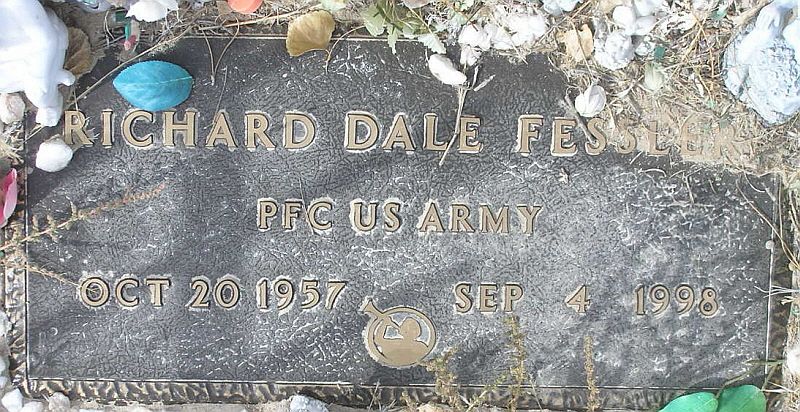 RICHARD DALE FESSLER
PFC US ARMY
OCT 20 1957 SEP 4 1998